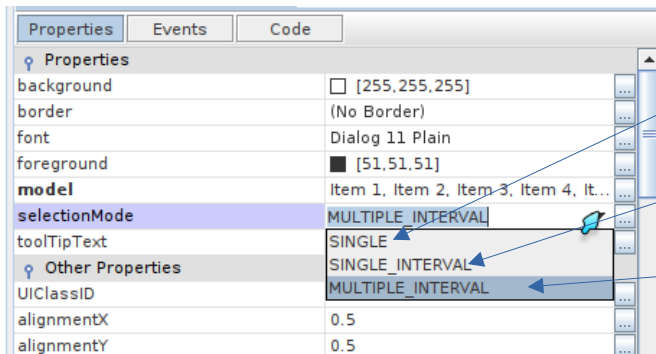 Properties Events Code
Properties
background [255,255,255] ...
border (No Border) ...
font Dialog 11 Plain ...
foreground [51,51,51] ...
model Item 1, Item 2, Item 3, Item 4, It... ...
selectionMode MULTIPLE_INTERVAL
toolTipText SINGLE ...
Other Properties SINGLE_INTERVAL
UIClassID MULTIPLE_INTERVAL ...
alignmentX 0.5 ...
alignmentY 0.5 ...